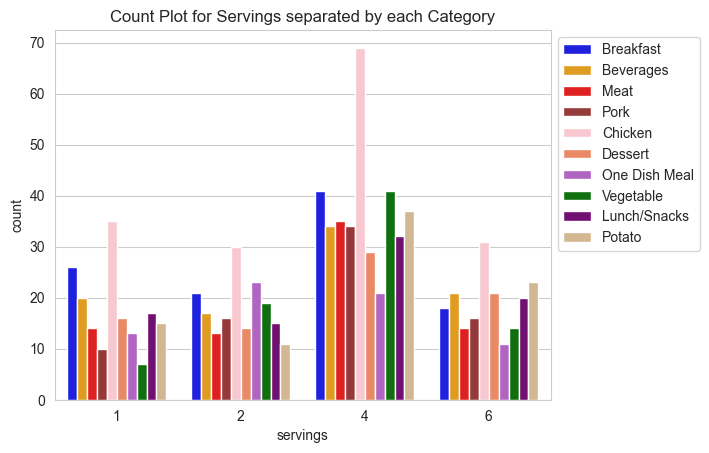 Count Plot for Servings separated by each Category
70
60
50
40
30
20
10
0
count
1 2 4 6
servings
Breakfast
Beverages
Meat
Pork
Chicken
Dessert
One Dish Meal
Vegetable
Lunch/Snacks
Potato